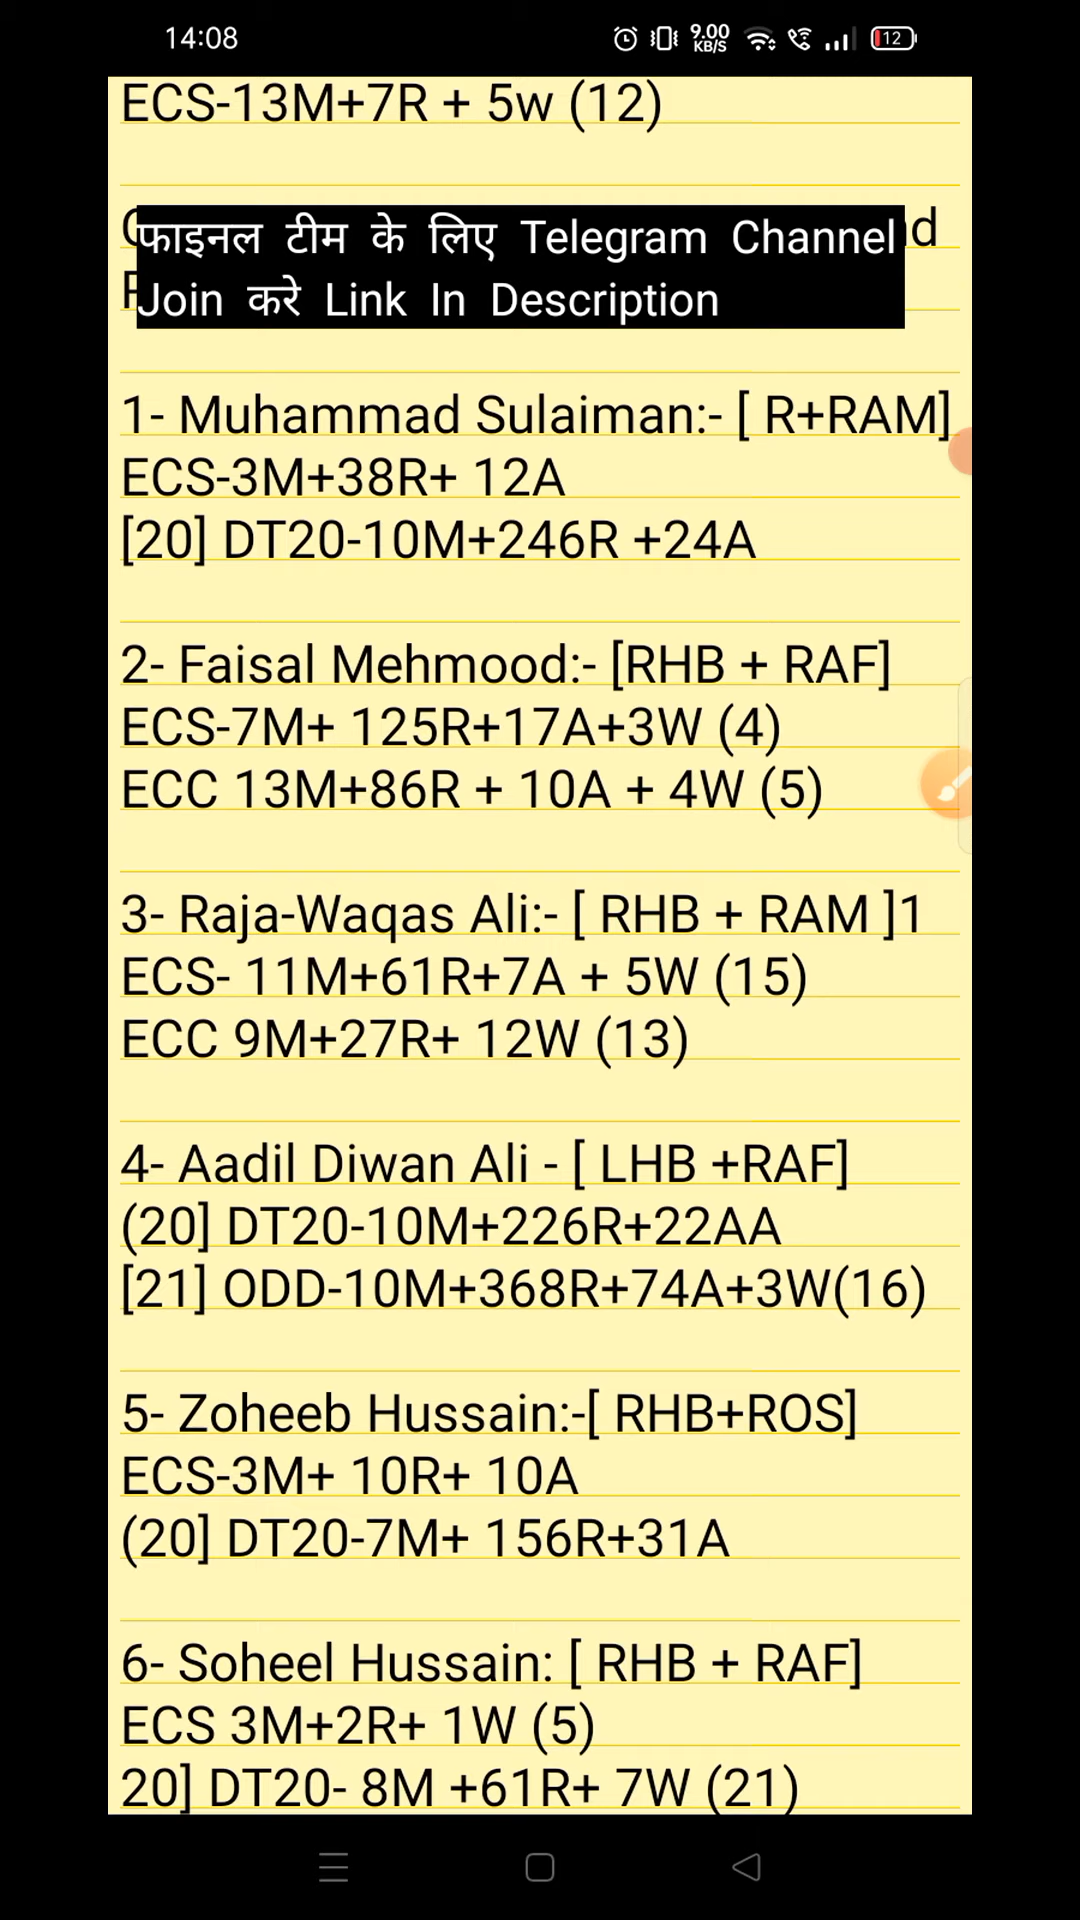 14:08
9.00
KB/S
12
ECS-13M+7R + 5w (12)
फाइनल टीम के लिए Telegram Channel
Join करे Link In Description
1- Muhammad Sulaiman:- [ R+RAM]
ECS-3M+38R+ 12A
[20] DT20-10M+246R +24A
2- Faisal Mehmood:- [RHB + RAF]
ECS-7M+ 125R+17A+3W (4)
ECC 13M+86R + 10A + 4W (5)
3- Raja-Waqas Ali:- [ RHB + RAM ]1
ECS- 11M+61R+7A + 5W (15)
ECC 9M+27R+ 12W (13)
4- Aadil Diwan Ali - [ LHB +RAF]
(20] DT20-10M+226R+22AA
[21] ODD-10M+368R+74A+3W(16)
5- Zoheeb Hussain:-[ RHB+ROS]
ECS-3M+ 10R+ 10A
(20] DT20-7M+ 156R+31A
6- Soheel Hussain: [ RHB + RAF]
ECS 3M+2R+ 1W (5)
20] DT20- 8M +61R+ 7W (21)